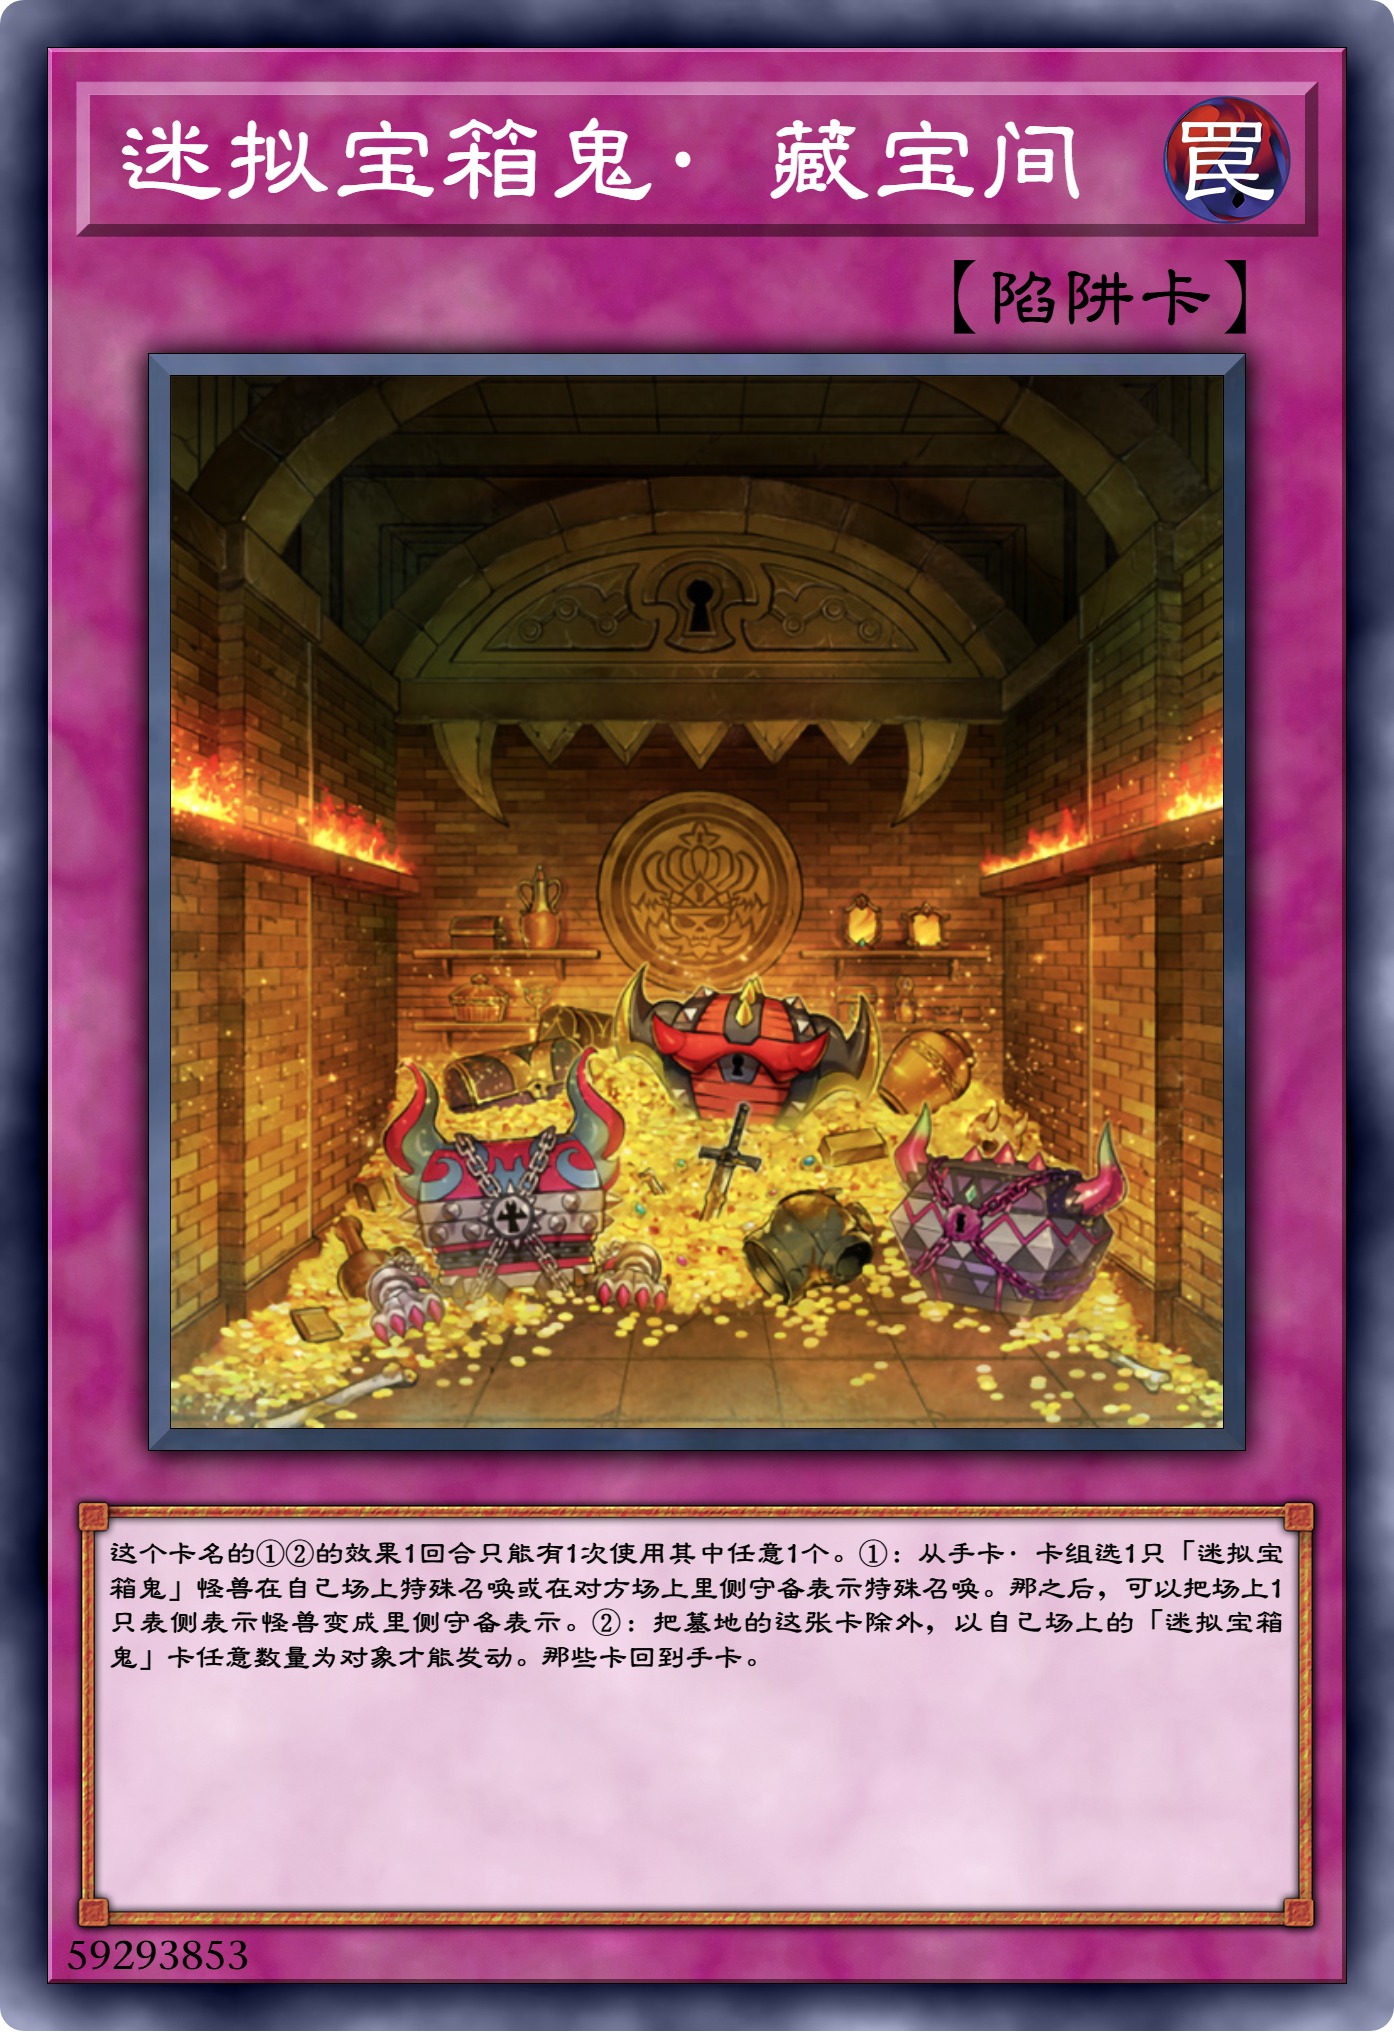 迷拟宝箱鬼·藏宝间 罠
【陷阱卡】
这个卡名的①②的效果1回合只能有1次使用其中任意1个。①：从手卡·卡组选1只「迷拟宝
箱鬼」怪兽在自己场上特殊召唤或在对方场上里侧守备表示特殊召唤。那之后，可以把场上1
只表侧表示怪兽变成里侧守备表示。②：把墓地的这张卡除外，以自己场上的「迷拟宝箱
鬼」卡任意数量为对象才能发动。那些卡回到手卡。
59293853